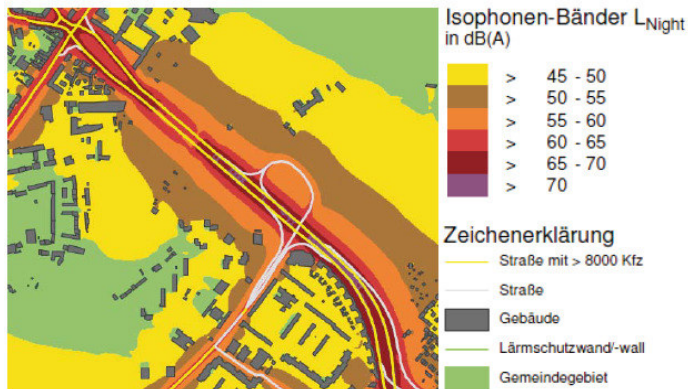 Isophonen-Bänder LNight
in dB(A)
> 45 - 50
> 50 - 55
> 55 - 60
> 60 - 65
> 65 - 70
> 70
Zeichenerklärung
Straße mit > 8000 Kfz
Straße
Gebäude
Lärmschutzwand/-wall
Gemeindegebiet